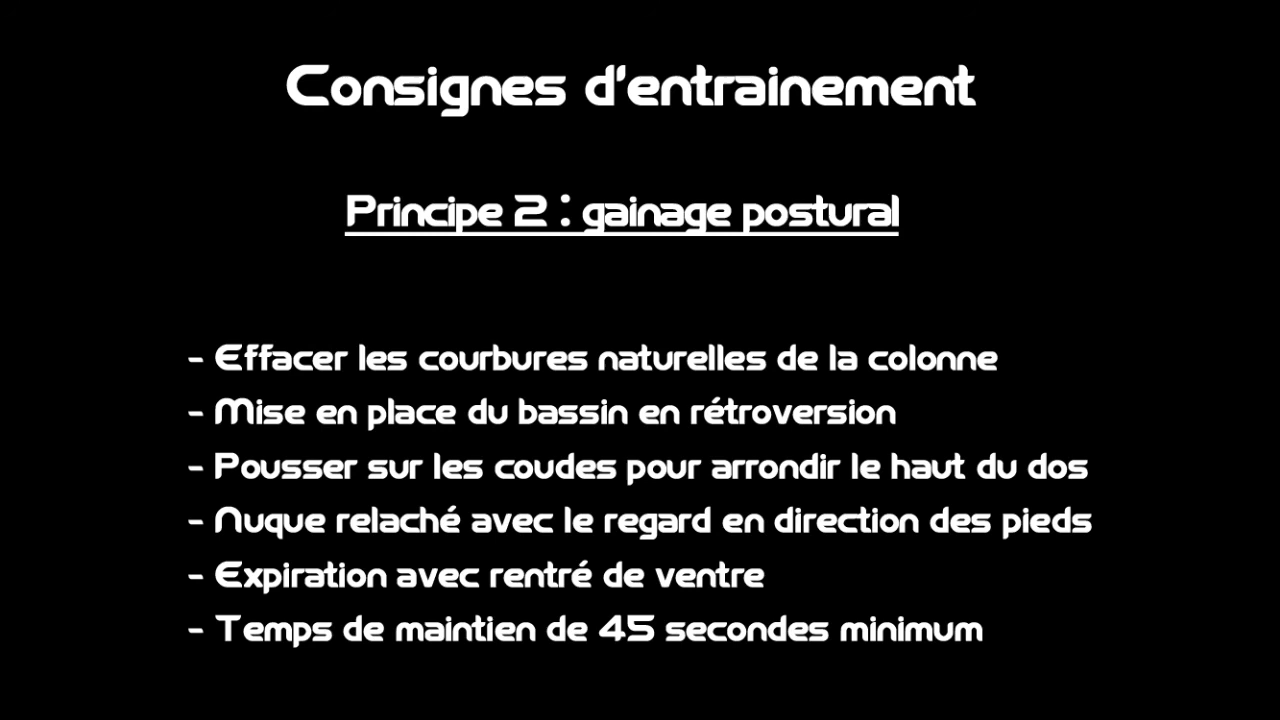 Consignes d'entrainement
Principe 2 : gainage postural
- Effacer les courbures naturelles de la colonne
- Mise en place du bassin en rétroversion
- Pousser sur les coudes pour arrondir le haut du dos
- Nuque relaché avec le regard en direction des pieds
- Expiration avec rentré de ventre
- Temps de maintien de 45 secondes minimum